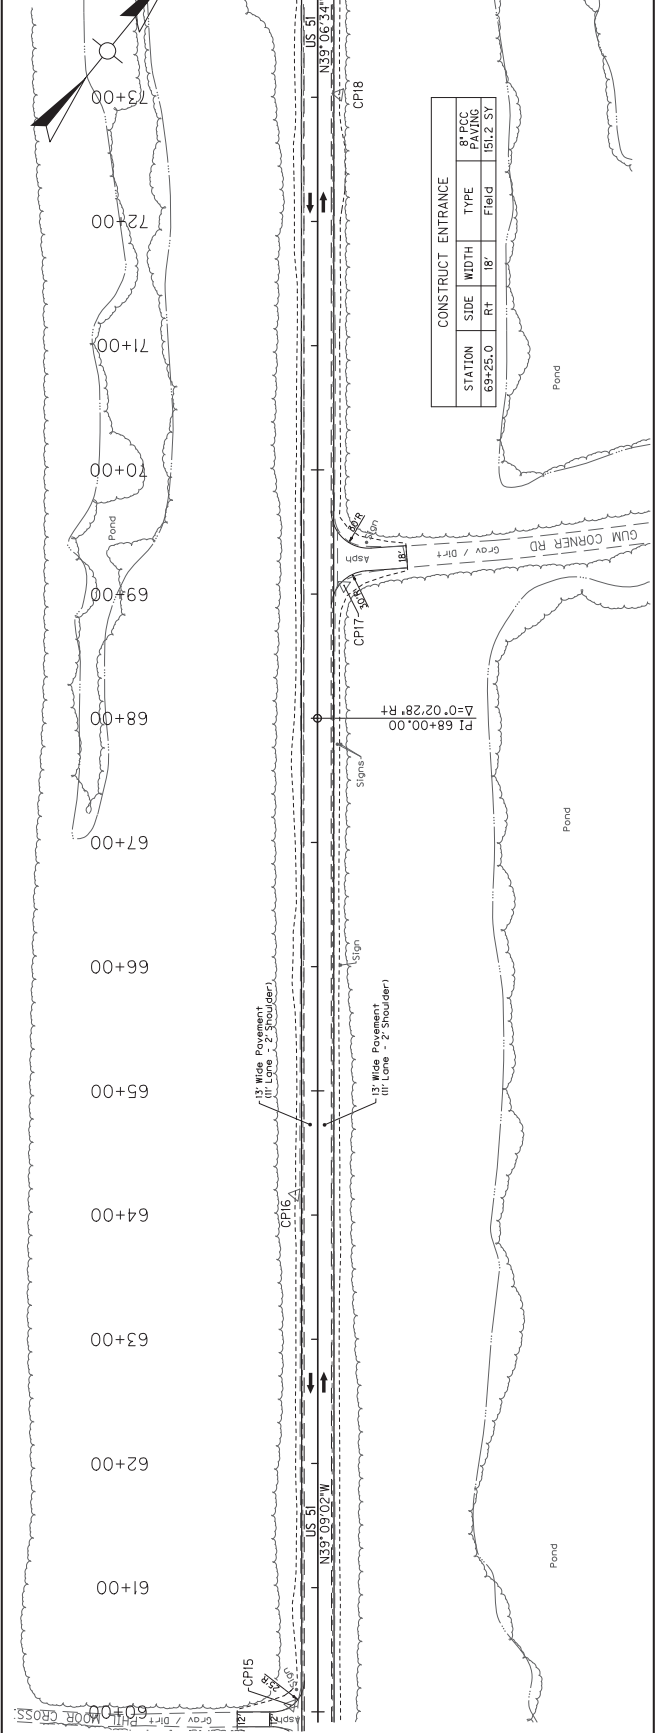 US 51
N39°06'34"
73+00
CP18
72+00
CONSTRUCT ENTRANCE
STATION SIDE WIDTH TYPE 8" PCC PAVING
69+25.0 Rt 18' Field 151.2 SY
71+00
Pond
70+00
Pond
Sign
Asph
18'
Grav / Dirt
GUM CORNER RD
69+00
30'R
CP17
68+00
PI 68+00.00
Δ=0°02'28" Rt
Signs
67+00
Pond
66+00
Sign
13' Wide Pavement
(11' Lane - 2' Shoulder)
13' Wide Pavement
(11' Lane - 2' Shoulder)
65+00
CP16
64+00
63+00
62+00
US 51
N39°09'02"W
Pond
61+00
CP15
25'R
Sign
60+00
Grav / Dirt
CROSS
12'
12'
Asph